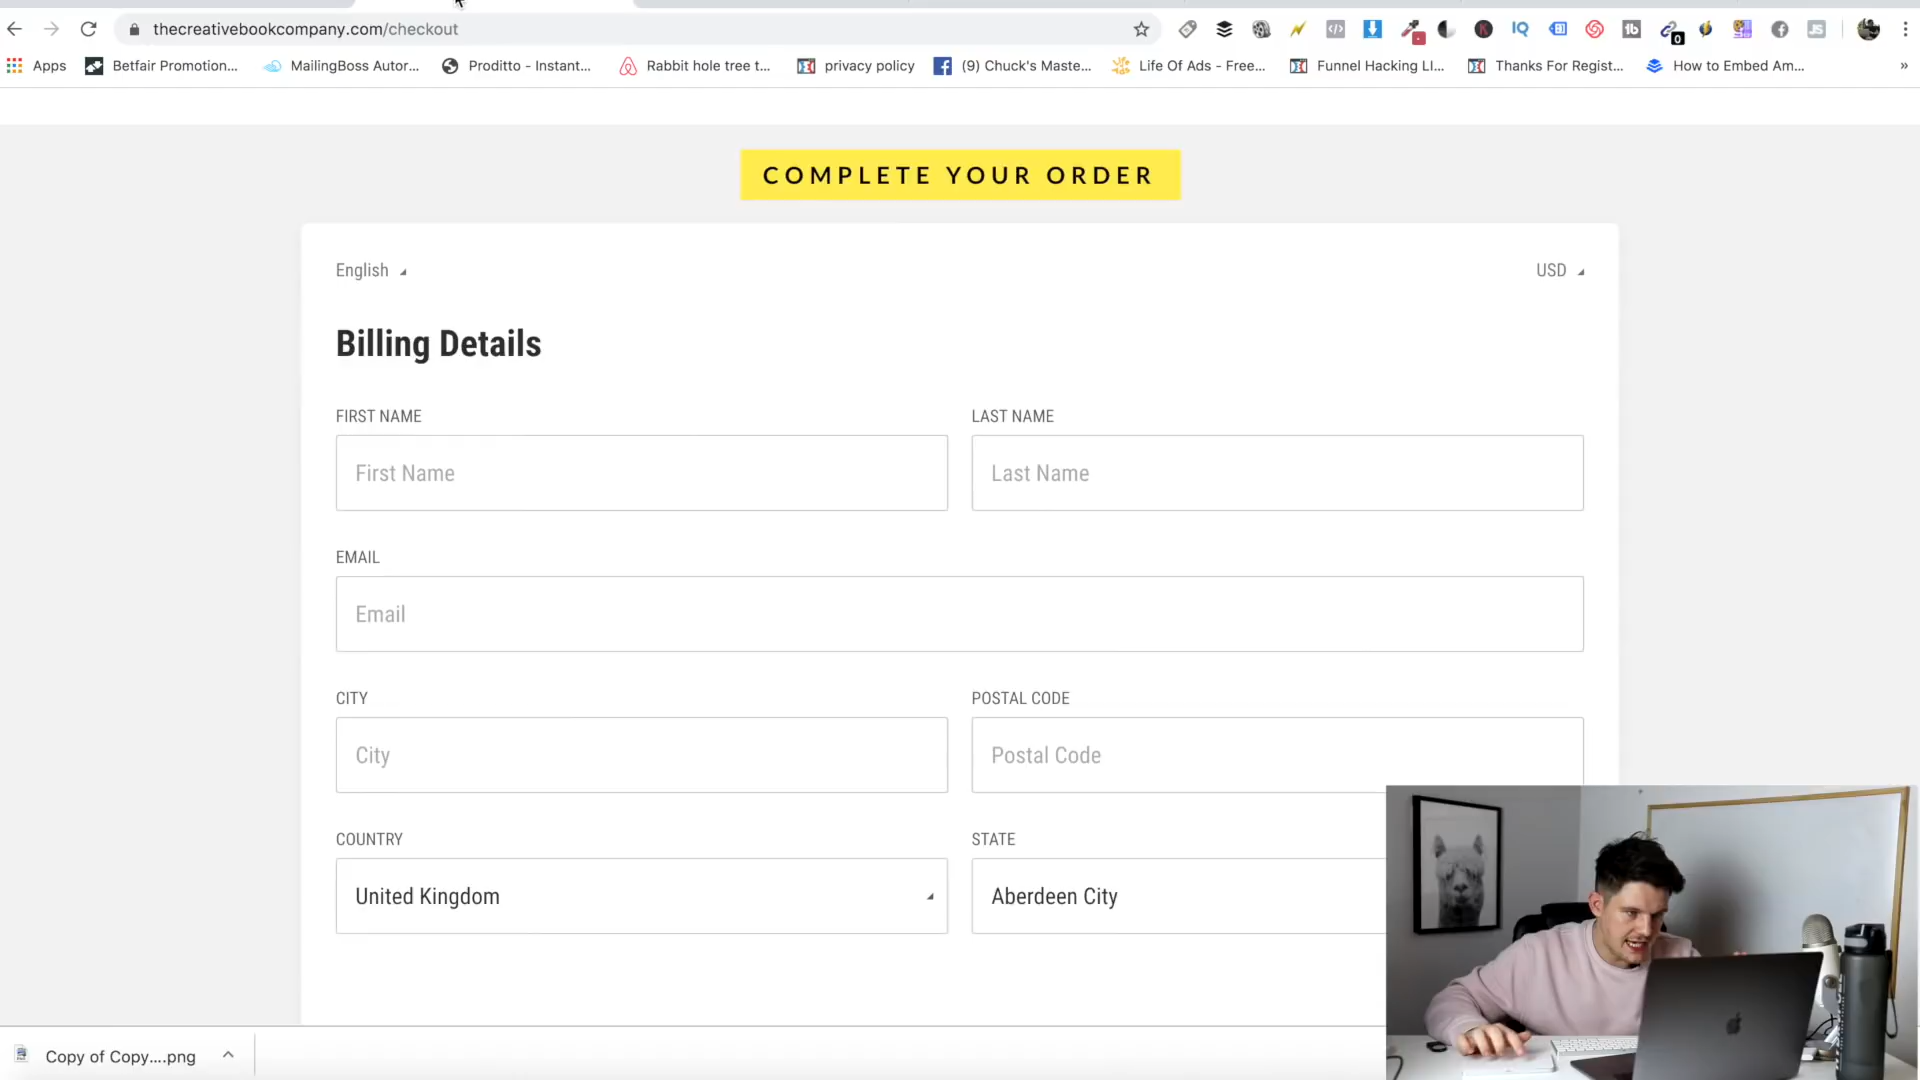 thecreativebookcompany.com/checkout
Apps
Betfair Promotion...
MailingBoss Autor...
Proditto - Instant...
Rabbit hole tree t...
privacy policy
(9) Chuck's Maste...
Life Of Ads - Free...
Funnel Hacking LI...
Thanks For Regist...
How to Embed Am...
»
COMPLETE YOUR ORDER
English
USD
Billing Details
FIRST NAME
LAST NAME
First Name
Last Name
EMAIL
Email
CITY
POSTAL CODE
City
Postal Code
COUNTRY
STATE
United Kingdom
Aberdeen City
Copy of Copy....png